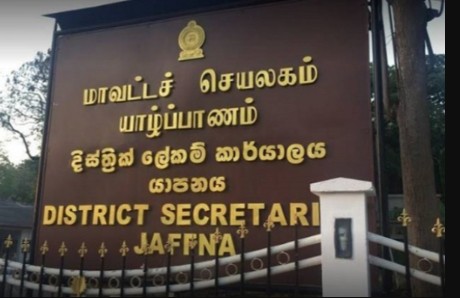 மாவட்டச் செயலகம்
யாழ்ப்பாணம்
දිස්ත්‍රික් ලේකම් කාර්යාලය
යාපනය
DISTRICT SECRETARI
JAFFNA